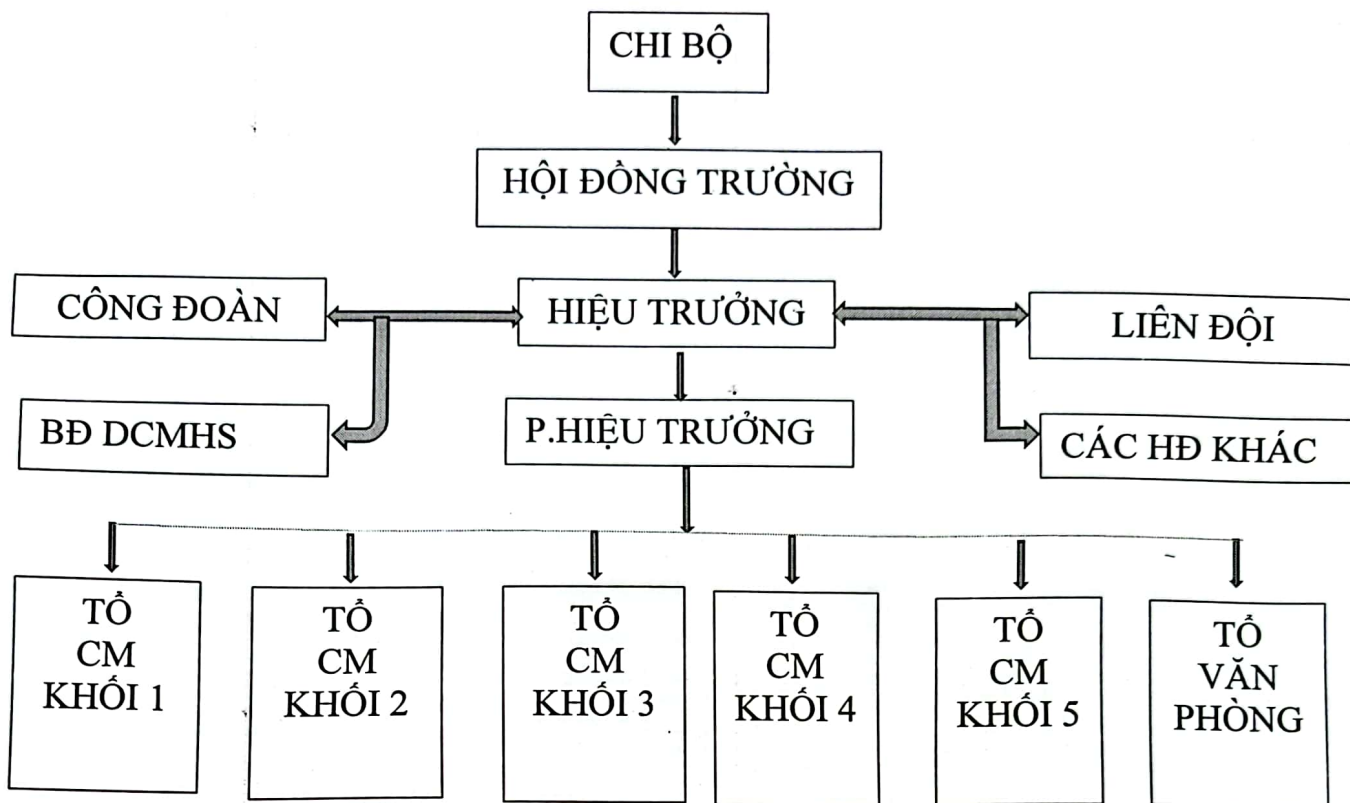 CHI BỘ
HỘI ĐỒNG TRƯỜNG
CÔNG ĐOÀN
HIỆU TRƯỞNG
LIÊN ĐỘI
BĐ DCMHS
P.HIỆU TRƯỞNG
CÁC HĐ KHÁC
TỔ
CM
KHỐI 1
TỔ
CM
KHỐI 2
TỔ
CM
KHỐI 3
TỔ
CM
KHỐI 4
TỔ
CM
KHỐI 5
TỔ
VĂN
PHÒNG